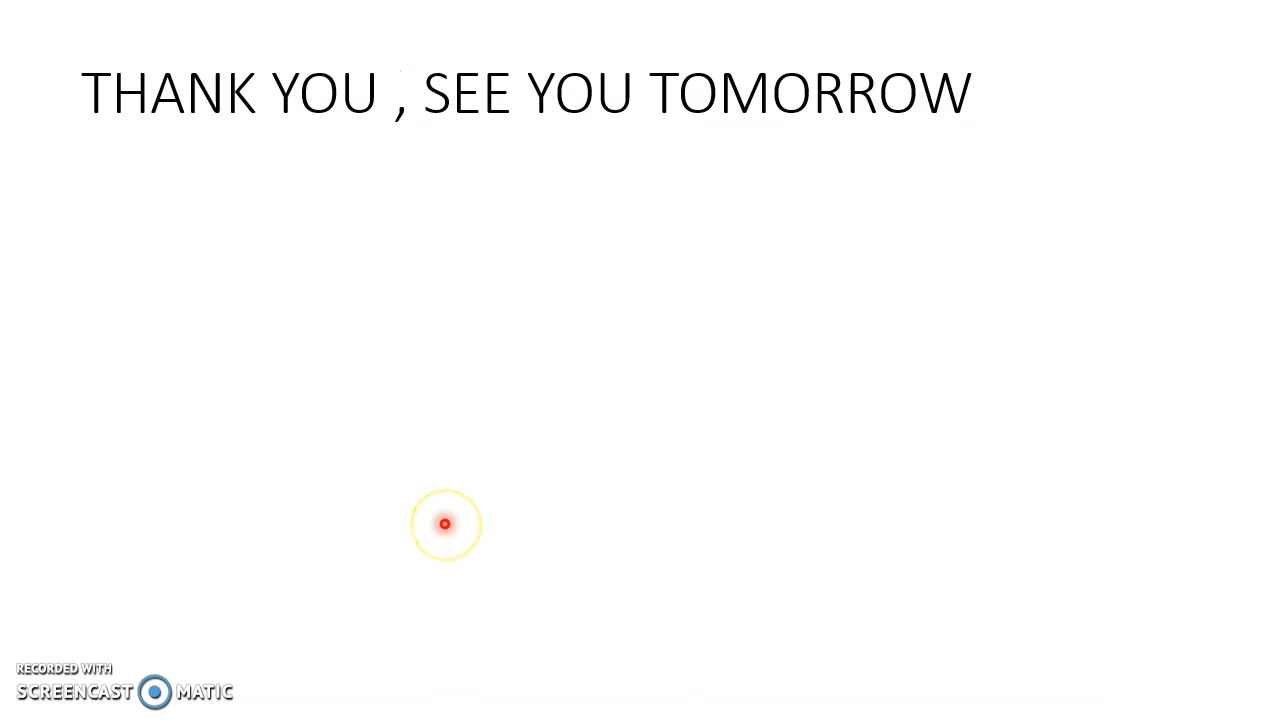 THANK YOU , SEE YOU TOMORROW
RECORDED WITH
SCREENCAST MATIC